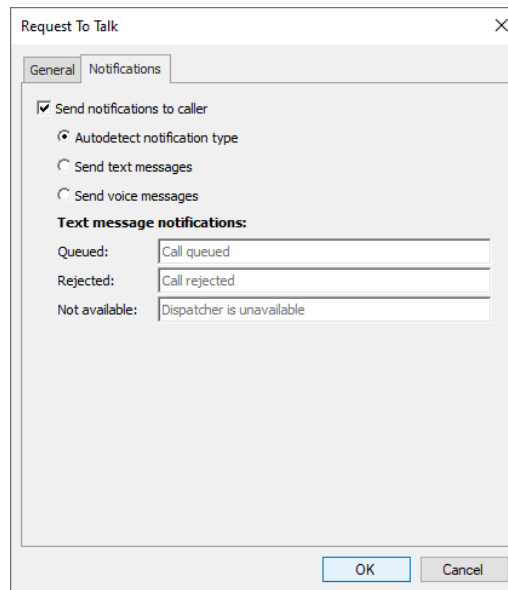 Request To Talk
General Notifications
Send notifications to caller
Autodetect notification type
Send text messages
Send voice messages
Text message notifications:
Queued: Call queued
Rejected: Call rejected
Not available: Dispatcher is unavailable
OK Cancel